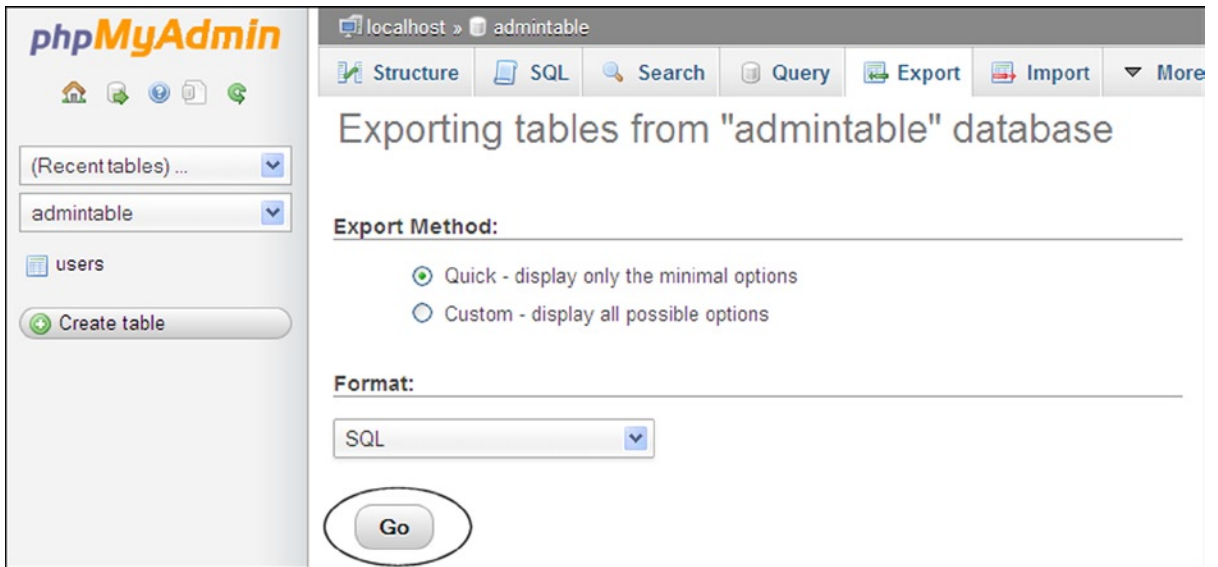 phpMyAdmin
(Recent tables) ...
admintable
users
Create table
localhost » admintable
Structure SQL Search Query Export Import More
Exporting tables from "admintable" database
Export Method:
Quick - display only the minimal options
Custom - display all possible options
Format:
SQL
Go